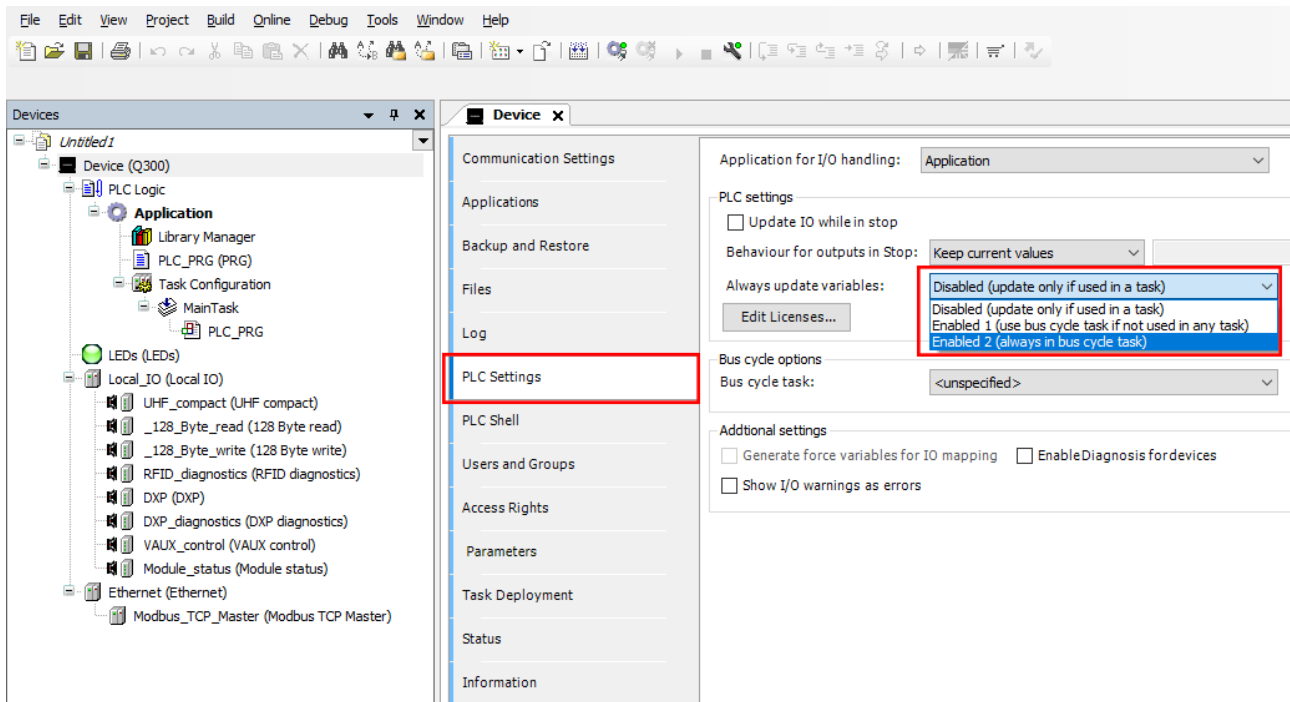 File Edit View Project Build Online Debug Tools Window Help
Devices
Untitled1
Device (Q300)
PLC Logic
Application
Library Manager
PLC_PRG (PRG)
Task Configuration
MainTask
PLC_PRG
LEDs (LEDs)
Local_IO (Local IO)
UHF_compact (UHF compact)
_128_Byte_read (128 Byte read)
_128_Byte_write (128 Byte write)
RFID_diagnostics (RFID diagnostics)
DXP (DXP)
DXP_diagnostics (DXP diagnostics)
VAUX_control (VAUX control)
Module_status (Module status)
Ethernet (Ethernet)
Modbus_TCP_Master (Modbus TCP Master)
Device
Communication Settings
Applications
Backup and Restore
Files
Log
PLC Settings
PLC Shell
Users and Groups
Access Rights
Parameters
Task Deployment
Status
Information
Application for I/O handling: Application
PLC settings
Update IO while in stop
Behaviour for outputs in Stop: Keep current values
Always update variables: Disabled (update only if used in a task)
Disabled (update only if used in a task)
Enabled 1 (use bus cycle task if not used in any task)
Enabled 2 (always in bus cycle task)
Edit Licenses...
Bus cycle options
Bus cycle task: <unspecified>
Addtional settings
Generate force variables for IO mapping Enable Diagnosis for devices
Show I/O warnings as errors